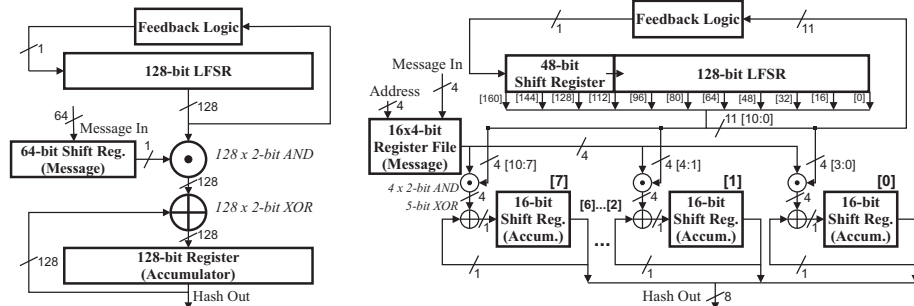 Feedback Logic
1
128-bit LFSR
128
64
Message In
64-bit Shift Reg.
(Message)
1
128 x 2-bit AND
128
128 x 2-bit XOR
128
128
128-bit Register
(Accumulator)
Hash Out
Feedback Logic
1
11
Message In
4
Address
4
48-bit
Shift Register
128-bit LFSR
[160]
[144]
[128]
[112]
[96]
[80]
[64]
[48]
[32]
[16]
[0]
11 [10:0]
16x4-bit
Register File
(Message)
4
4 [10:7]
4 [4:1]
4 [3:0]
4 x 2-bit AND
5-bit XOR
4
4
4
[7]
[1]
[0]
1
16-bit
Shift Reg.
(Accum.)
[6]...[2]
...
1
16-bit
Shift Reg.
(Accum.)
1
16-bit
Shift Reg.
(Accum.)
1
1
1
Hash Out
8